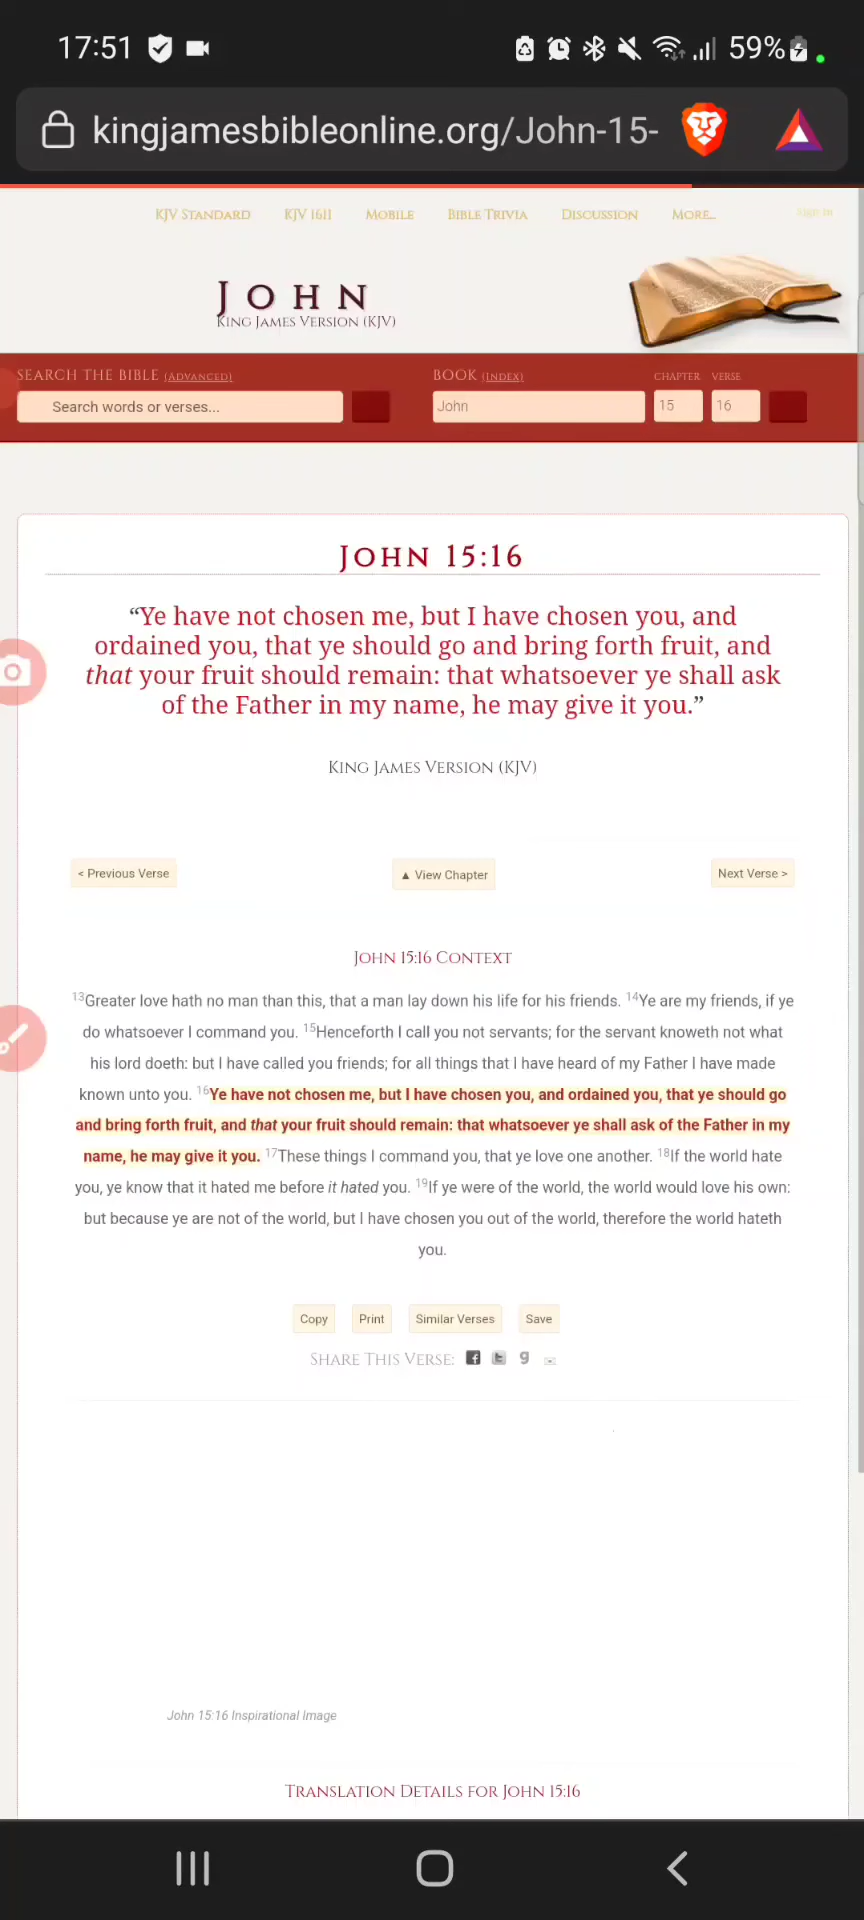 17:51
59%
kingjamesbibleonline.org/John-15-
KJV Standard KJV 1611 Mobile Bible Trivia Discussion More... Sign In
John
King James Version (KJV)
Search the Bible (Advanced)
Book (Index) Chapter Verse
Search words or verses...
John 15 16
John 15:16
“Ye have not chosen me, but I have chosen you, and
ordained you, that ye should go and bring forth fruit, and
that your fruit should remain: that whatsoever ye shall ask
of the Father in my name, he may give it you.”
King James Version (KJV)
< Previous Verse
▲ View Chapter
Next Verse >
John 15:16 Context
13Greater love hath no man than this, that a man lay down his life for his friends. 14Ye are my friends, if ye
do whatsoever I command you. 15Henceforth I call you not servants; for the servant knoweth not what
his lord doeth: but I have called you friends; for all things that I have heard of my Father I have made
known unto you. 16Ye have not chosen me, but I have chosen you, and ordained you, that ye should go
and bring forth fruit, and that your fruit should remain: that whatsoever ye shall ask of the Father in my
name, he may give it you. 17These things I command you, that ye love one another. 18If the world hate
you, ye know that it hated me before it hated you. 19If ye were of the world, the world would love his own:
but because ye are not of the world, but I have chosen you out of the world, therefore the world hateth
you.
Copy Print Similar Verses Save
Share This Verse:
John 15:16 Inspirational Image
Translation Details for John 15:16